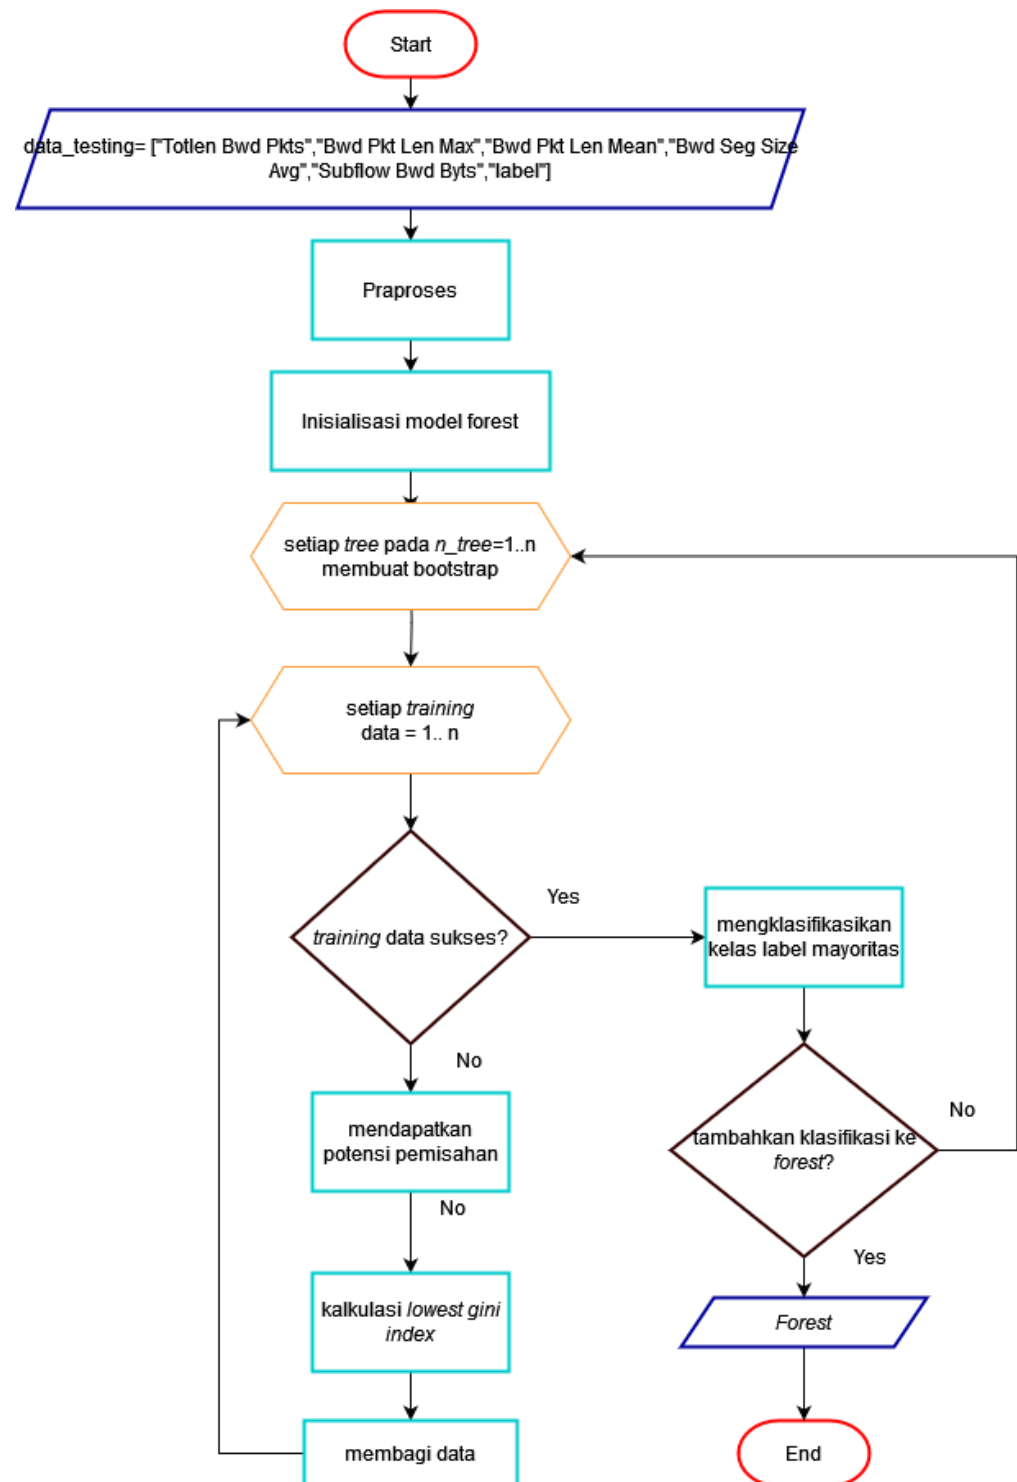 Start
data_testing= ["Totlen Bwd Pkts","Bwd Pkt Len Max","Bwd Pkt Len Mean","Bwd Seg Size
Avg","Subflow Bwd Byts","label"]
Praproses
Inisialisasi model forest
setiap tree pada n_tree=1..n
membuat bootstrap
setiap training
data = 1.. n
training data sukses?
Yes
mengklasifikasikan
kelas label mayoritas
No
mendapatkan
potensi pemisahan
tambahkan klasifikasi ke
forest?
No
No
kalkulasi lowest gini
index
Yes
Forest
membagi data
End